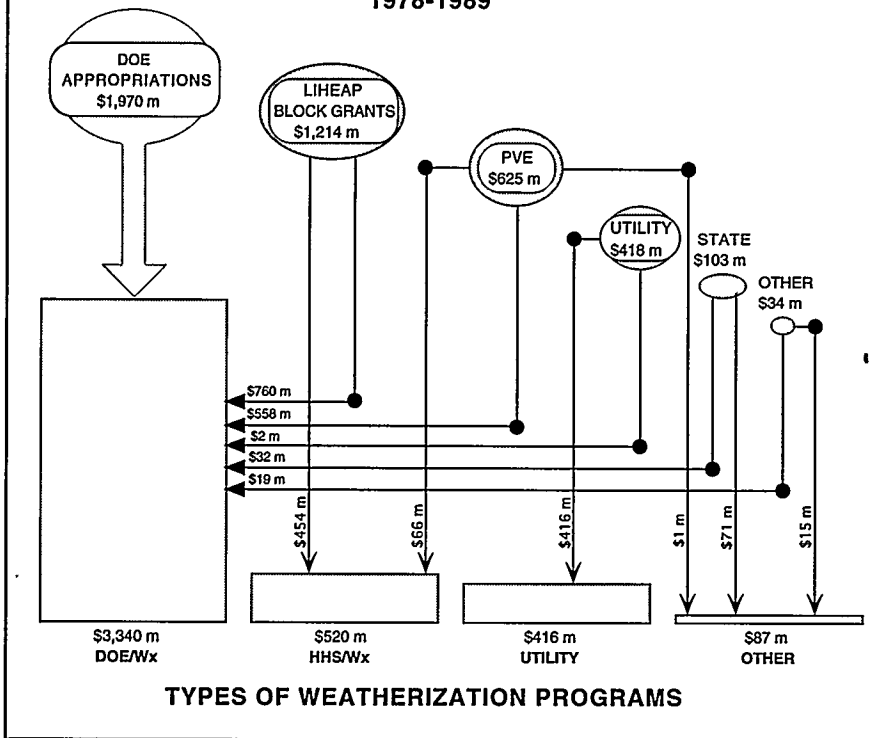 1978-1989
DOE
APPROPRIATIONS
$1,970 m
LIHEAP
BLOCK GRANTS
$1,214 m
PVE
$625 m
UTILITY
$418 m
STATE
$103 m
OTHER
$34 m
$760 m
$558 m
$2 m
$32 m
$19 m
$454 m
$66 m
$416 m
$1 m
$71 m
$15 m
$3,340 m
DOE/Wx
$520 m
HHS/Wx
$416 m
UTILITY
$87 m
OTHER
TYPES OF WEATHERIZATION PROGRAMS